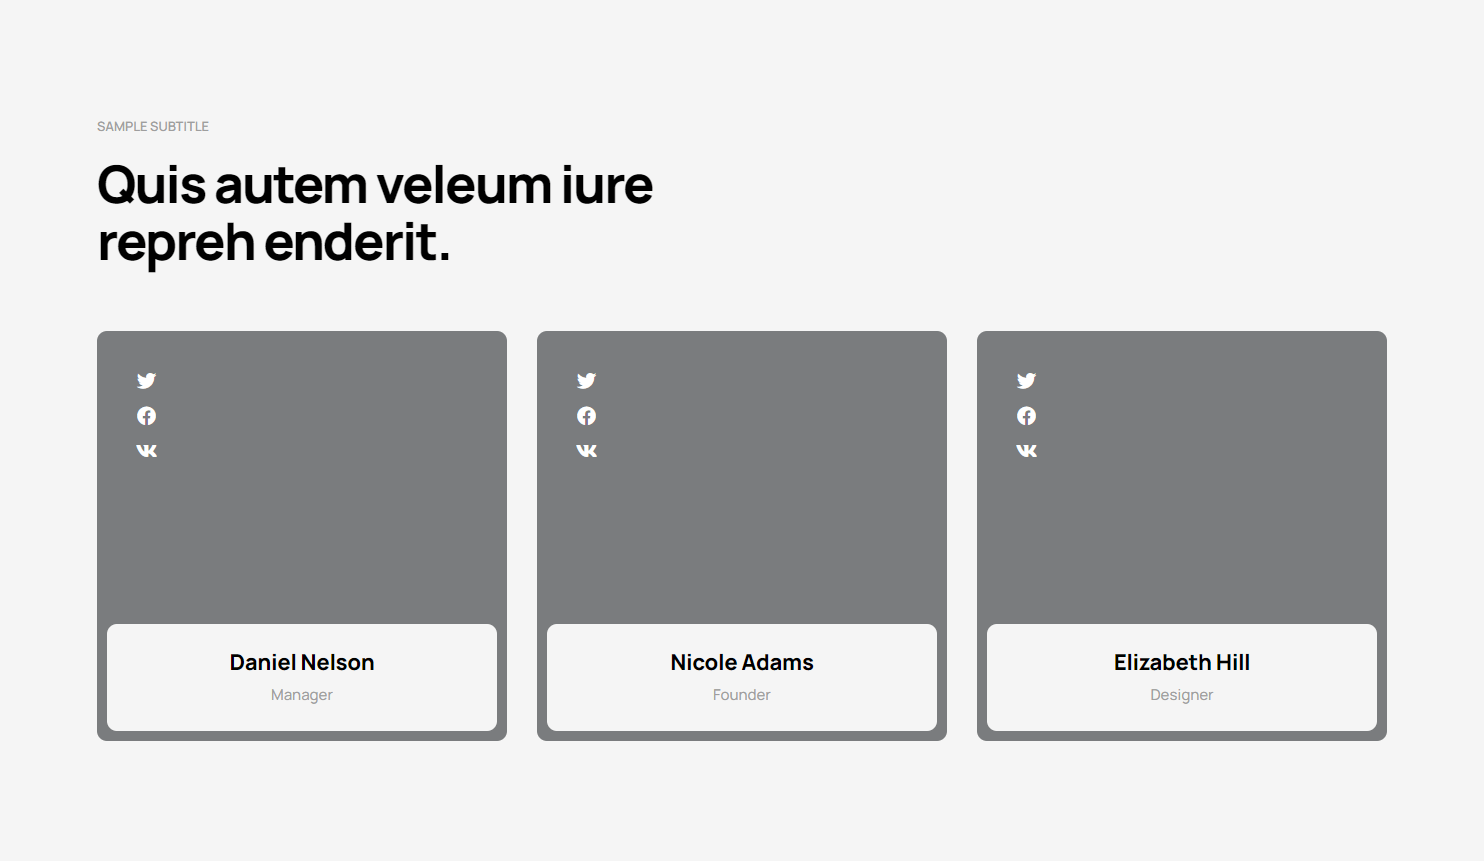 SAMPLE SUBTITLE
Quis autem veleum iure
repreh enderit.
Daniel Nelson
Manager
Nicole Adams
Founder
Elizabeth Hill
Designer